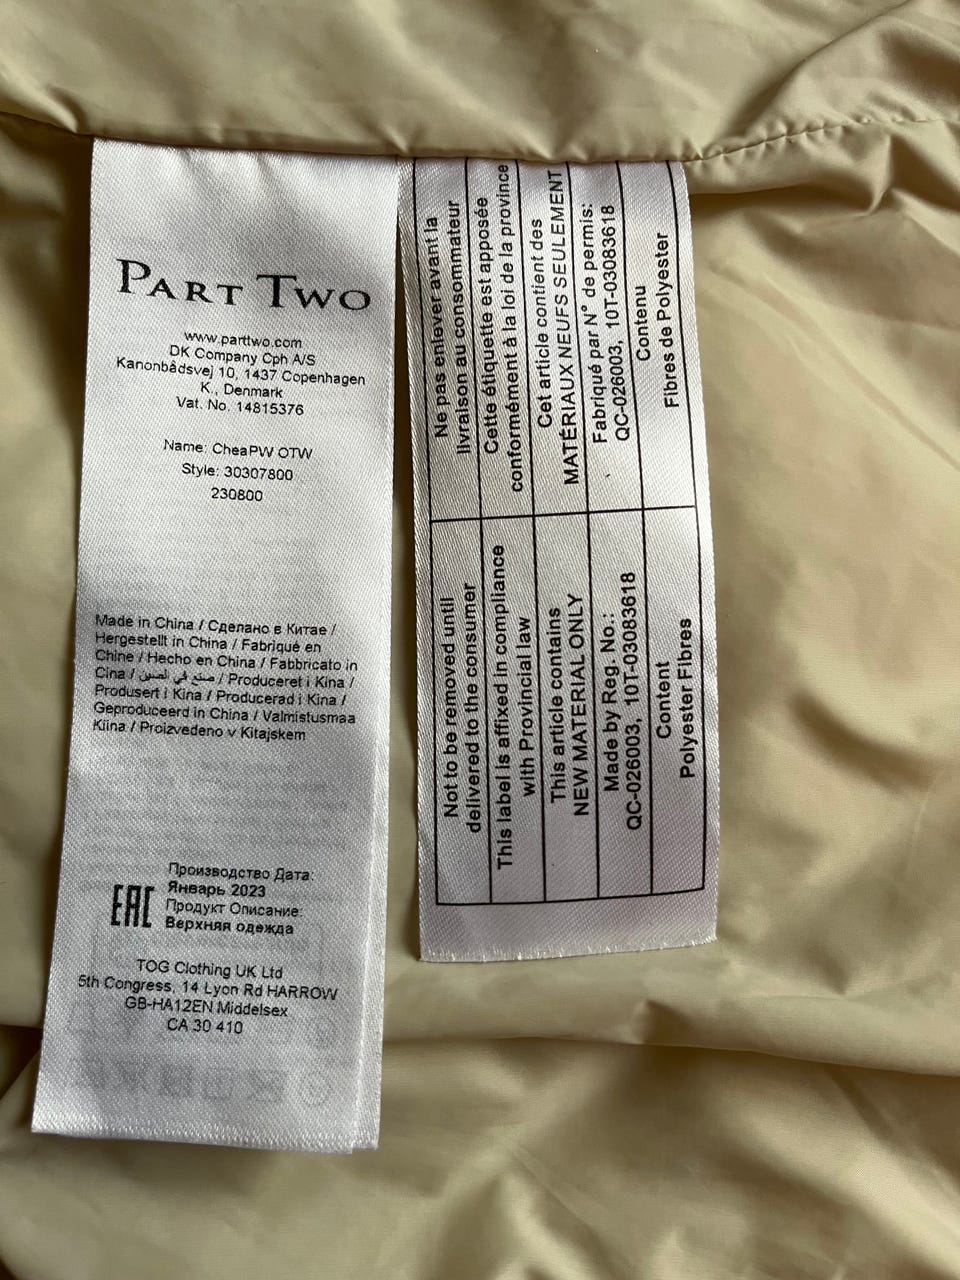 PART TWO
www.parttwo.com
DK Company Cph A/S
Kanonbådsvej 10, 1437 Copenhagen
K., Denmark
Vat. No. 14815376
Name: CheaPW OTW
Style: 30307800
230800
Made in China / Сделано в Китае /
Hergestellt in China / Fabriqué en
Chine / Hecho en China / Fabbricato in
Cina / صنع في الصين / Produceret i Kina /
Produsert i Kina / Producerad i Kina /
Geproduceerd in China / Valmistusmaa
Kiina / Proizvedeno v Kitajskem
EAC
Производство Дата:
Январь 2023
Продукт Описание:
Верхняя одежда
TOG Clothing UK Ltd
5th Congress, 14 Lyon Rd HARROW
GB-HA12EN Middelsex
CA 30 410
Not to be removed until
delivered to the consumer
This label is affixed in compliance
with Provincial law
This article contains
NEW MATERIAL ONLY
Made by Reg. No.:
QC-026003, 10T-03083618
Content
Polyester Fibres
Ne pas enlever avant la
livraison au consommateur
Cette étiquette est apposée
conformément à la loi de la province
Cet article contient des
MATÉRIAUX NEUFS SEULEMENT
Fabriqué par N° de permis:
QC-026003, 10T-03083618
Contenu
Fibres de Polyester